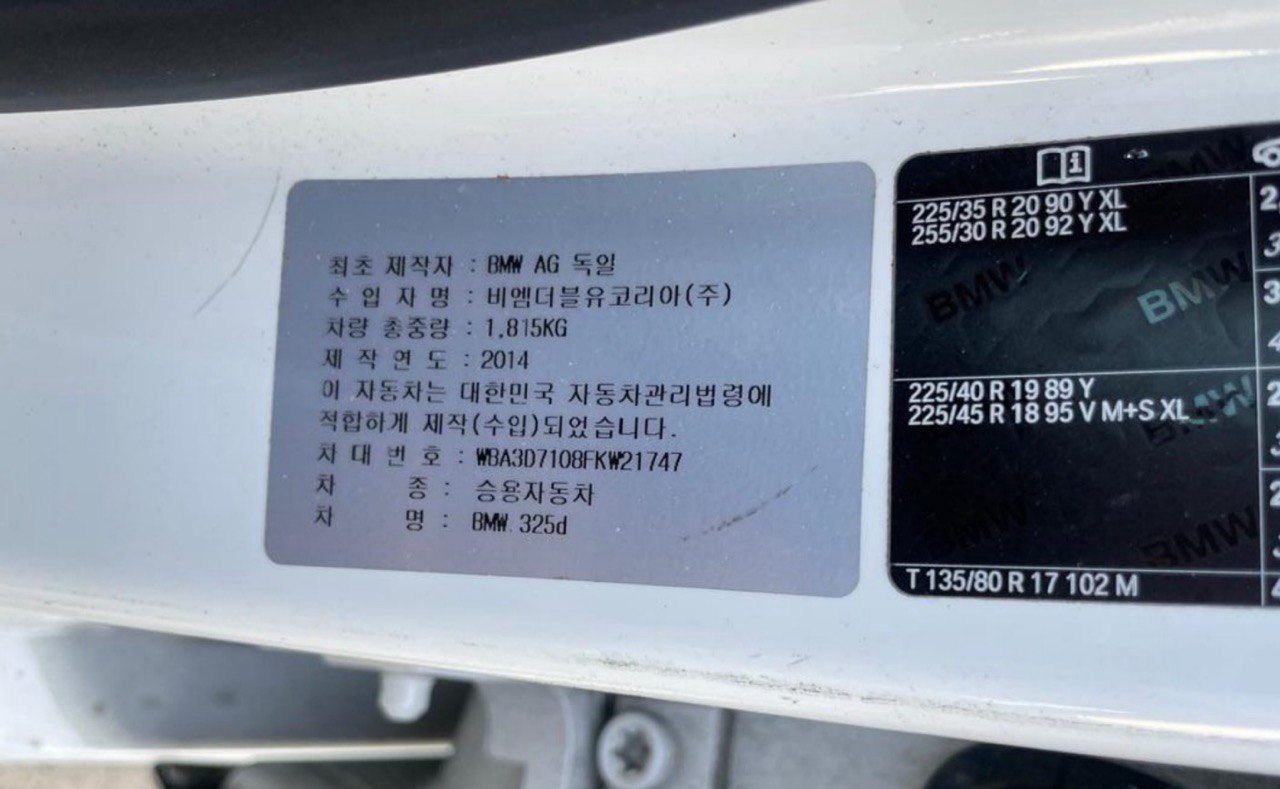 최초 제작자 : BMW AG 독일
수 입 자 명 : 비엠더블유코리아(주)
차량 총중량 : 1.815KG
제 작 연 도 : 2014
이 자동차는 대한민국 자동차관리법령에
적합하게 제작(수입)되었습니다.
차 대 번 호 : WBA3D7108FKW21747
차 종 : 승용자동차
차 명 : BMW 325d
225/35 R 20 90 Y XL
255/30 R 20 92 Y XL
BMW BMW
225/40 R 19 89 Y
225/45 R 18 95 V M+S XL
BMW
BMW BMW
T 135/80 R 17 102 M